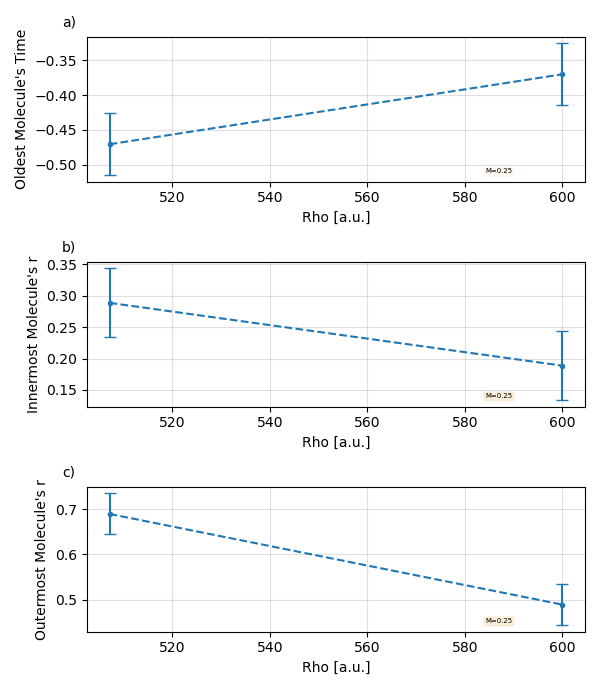 a)
Oldest Molecule's Time
−0.35
−0.40
−0.45
−0.50
M=0.25
520 540 560 580 600
Rho [a.u.]
b)
Innermost Molecule's r
0.35
0.30
0.25
0.20
0.15
M=0.25
520 540 560 580 600
Rho [a.u.]
c)
Outermost Molecule's r
0.7
0.6
0.5
M=0.25
520 540 560 580 600
Rho [a.u.]